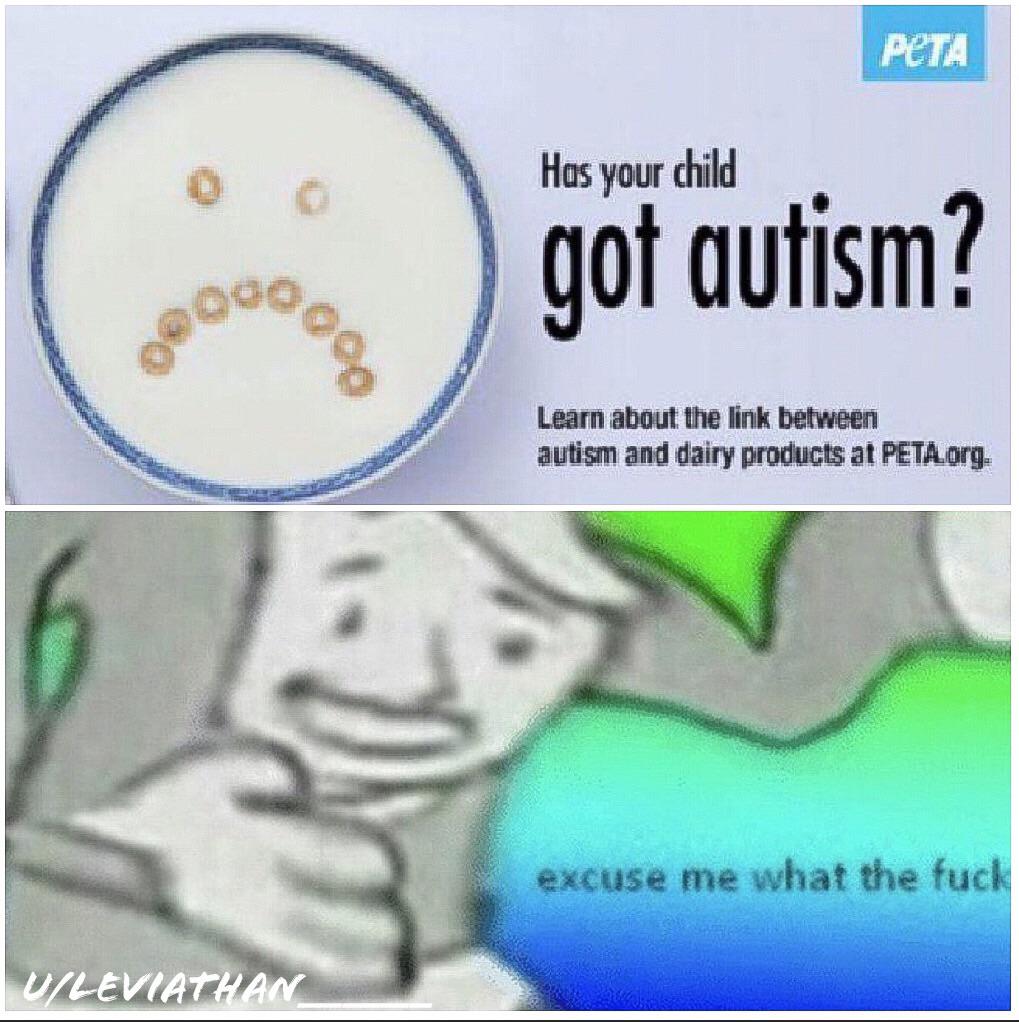 PETA
Has your child
got autism?
Learn about the link between
autism and dairy products at PETA.org.
excuse me what the fuck
U/LEVIATHAN______